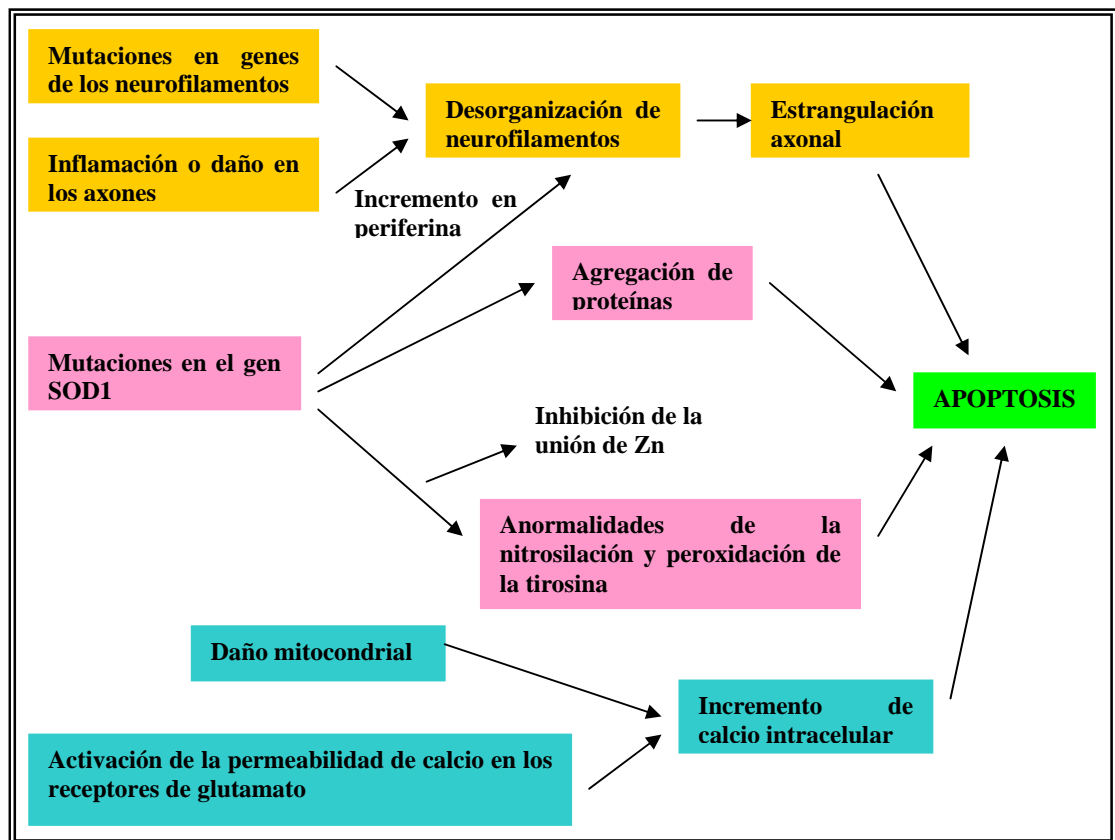 Mutaciones en genes
de los neurofilamentos
Desorganización de
neurofilamentos
Estrangulación
axonal
Inflamación o daño en
los axones
Incremento en
periferina
Agregación de
proteínas
Mutaciones en el gen
SOD1
APOPTOSIS
Inhibición de la
unión de Zn
Anormalidades de la
nitrosilación y peroxidación de
la tirosina
Daño mitocondrial
Incremento de
calcio intracelular
Activación de la permeabilidad de calcio en los
receptores de glutamato